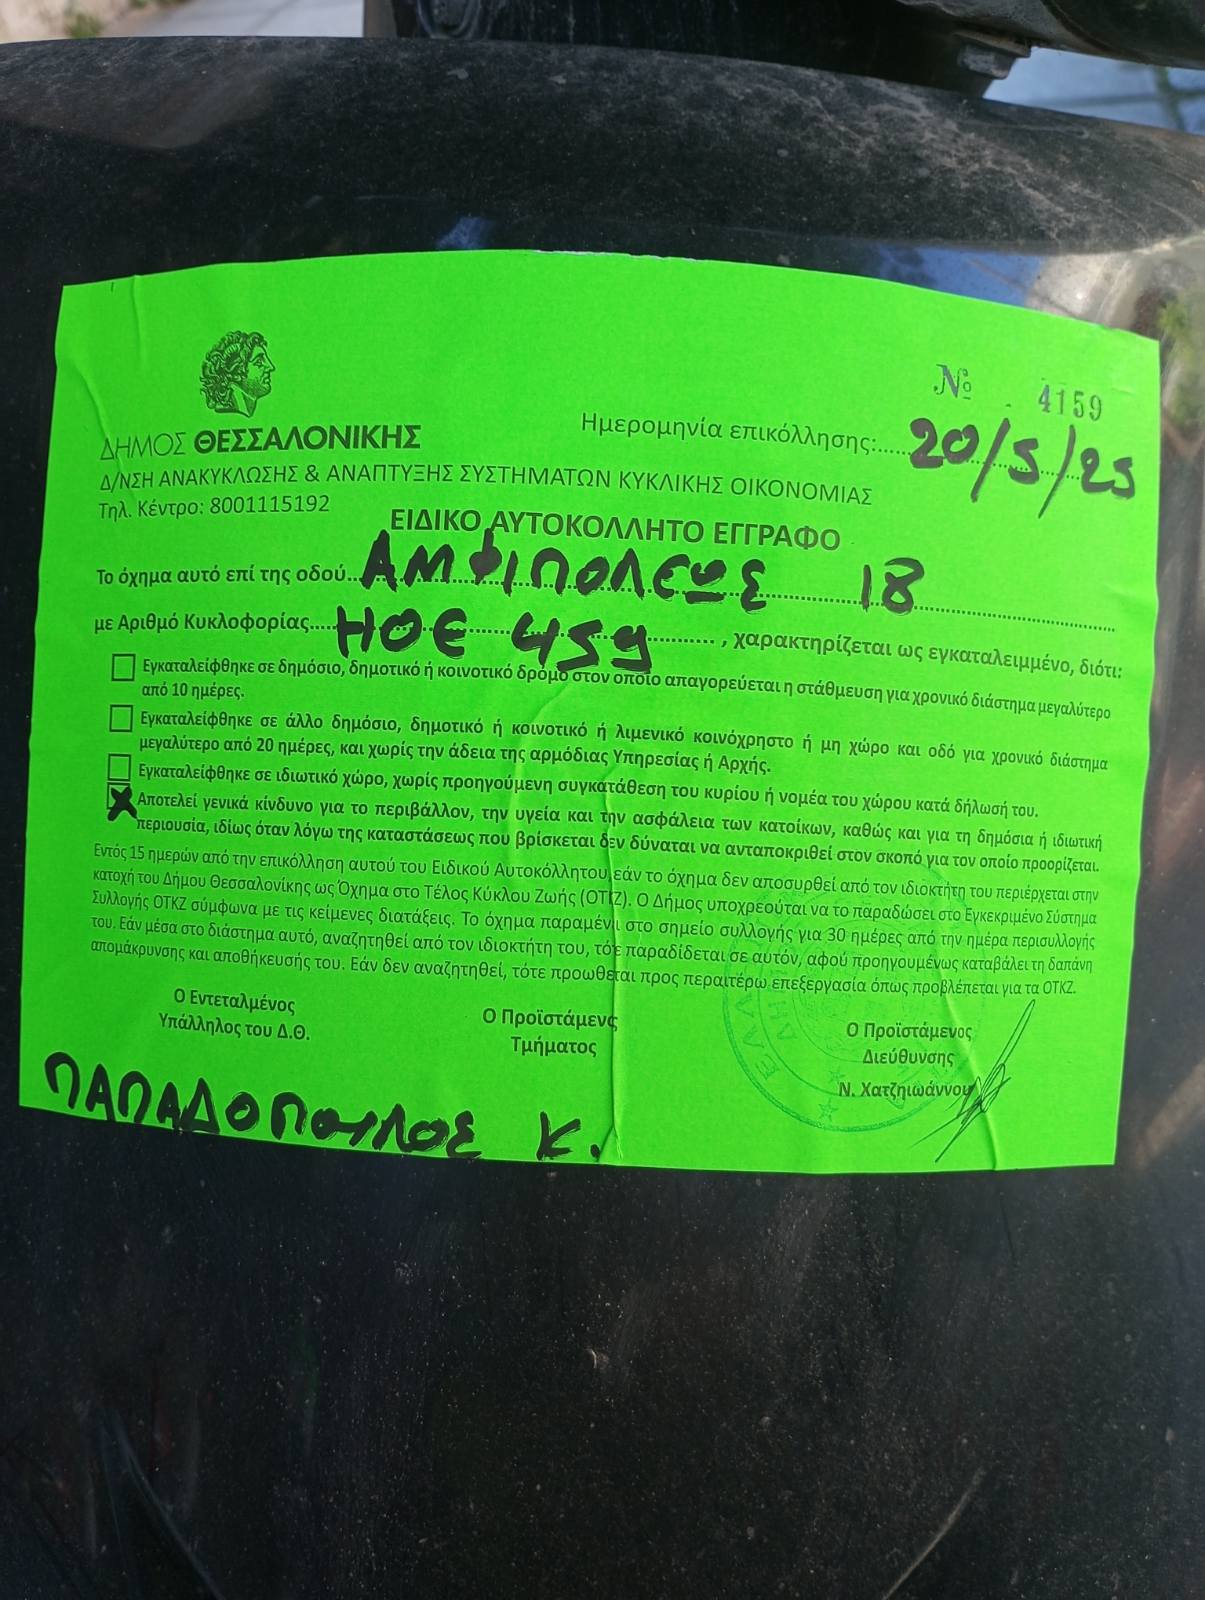 Νο 4159
ΔΗΜΟΣ ΘΕΣΣΑΛΟΝΙΚΗΣ
Ημερομηνία επικόλλησης: 20/5/25
Δ/ΝΣΗ ΑΝΑΚΥΚΛΩΣΗΣ & ΑΝΑΠΤΥΞΗΣ ΣΥΣΤΗΜΑΤΩΝ ΚΥΚΛΙΚΗΣ ΟΙΚΟΝΟΜΙΑΣ
Τηλ. Κέντρο: 8001115192
ΕΙΔΙΚΟ ΑΥΤΟΚΟΛΛΗΤΟ ΕΓΓΡΑΦΟ
Το όχημα αυτό επί της οδού ΑΜΦΙΠΟΛΕΩΣ 18
με Αριθμό Κυκλοφορίας ΗΟΕ 459 , χαρακτηρίζεται ως εγκαταλειμμένο, διότι:
Εγκαταλείφθηκε σε δημόσιο, δημοτικό ή κοινοτικό δρόμο στον οποίο απαγορεύεται η στάθμευση για χρονικό διάστημα μεγαλύτερο
από 10 ημέρες.
Εγκαταλείφθηκε σε άλλο δημόσιο, δημοτικό ή κοινοτικό ή λιμενικό κοινόχρηστο ή μη χώρο και οδό για χρονικό διάστημα
μεγαλύτερο από 20 ημέρες, και χωρίς την άδεια της αρμόδιας Υπηρεσίας ή Αρχής.
Εγκαταλείφθηκε σε ιδιωτικό χώρο, χωρίς προηγούμενη συγκατάθεση του κυρίου ή νομέα του χώρου κατά δήλωσή του.
Αποτελεί γενικά κίνδυνο για το περιβάλλον, την υγεία και την ασφάλεια των κατοίκων, καθώς και για τη δημόσια ή ιδιωτική
περιουσία, ιδίως όταν λόγω της καταστάσεως που βρίσκεται δεν δύναται να ανταποκριθεί στον σκοπό για τον οποίο προορίζεται.
Εντός 15 ημερών από την επικόλληση αυτού του Ειδικού Αυτοκόλλητου, εάν το όχημα δεν αποσυρθεί από τον ιδιοκτήτη του περιέρχεται στην
κατοχή του Δήμου Θεσσαλονίκης ως Όχημα στο Τέλος Κύκλου Ζωής (ΟΤΚΖ). Ο Δήμος υποχρεούται να το παραδώσει στο Εγκεκριμένο Σύστημα
Συλλογής ΟΤΚΖ σύμφωνα με τις κείμενες διατάξεις. Το όχημα παραμένει στο σημείο συλλογής για 30 ημέρες από την ημέρα περισυλλογής
του. Εάν μέσα στο διάστημα αυτό, αναζητηθεί από τον ιδιοκτήτη του, τότε παραδίδεται σε αυτόν, αφού προηγουμένως καταβάλει τη δαπάνη
απομάκρυνσης και αποθήκευσής του. Εάν δεν αναζητηθεί, τότε προωθείται προς περαιτέρω επεξεργασία όπως προβλέπεται για τα ΟΤΚΖ.
Ο Εντεταλμένος
Υπάλληλος του Δ.Θ.
Ο Προϊστάμενος
Τμήματος
Ο Προϊστάμενος
Διεύθυνσης
Ν. Χατζηιωάννου
ΠΑΠΑΔΟΠΟΥΛΟΣ Κ.